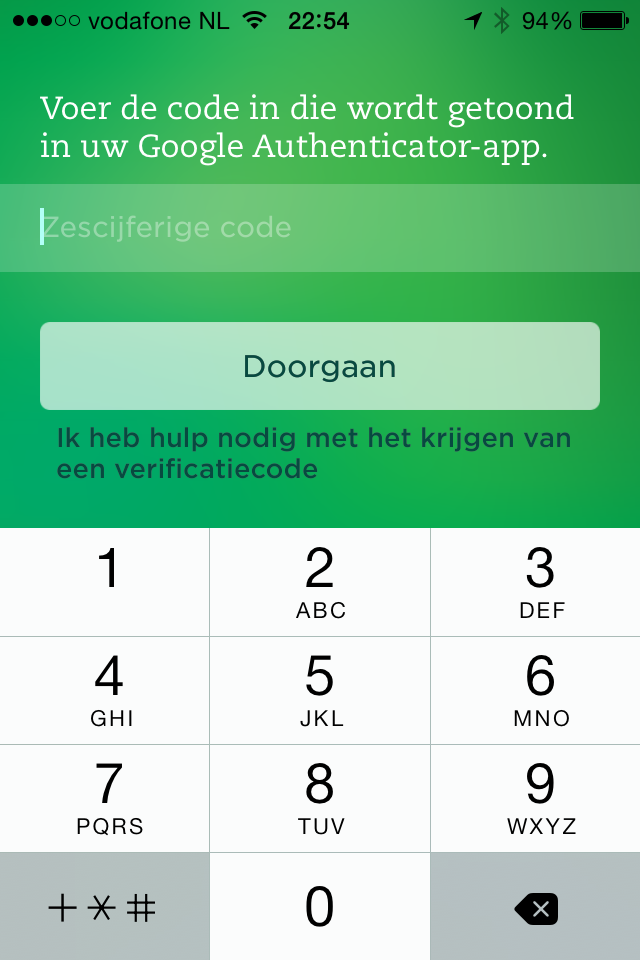 vodafone NL 22:54 94%
Voer de code in die wordt getoond
in uw Google Authenticator-app.
Zescijferige code
Doorgaan
Ik heb hulp nodig met het krijgen van
een verificatiecode
1 2 3
ABC DEF
4 5 6
GHI JKL MNO
7 8 9
PQRS TUV WXYZ
+*# 0